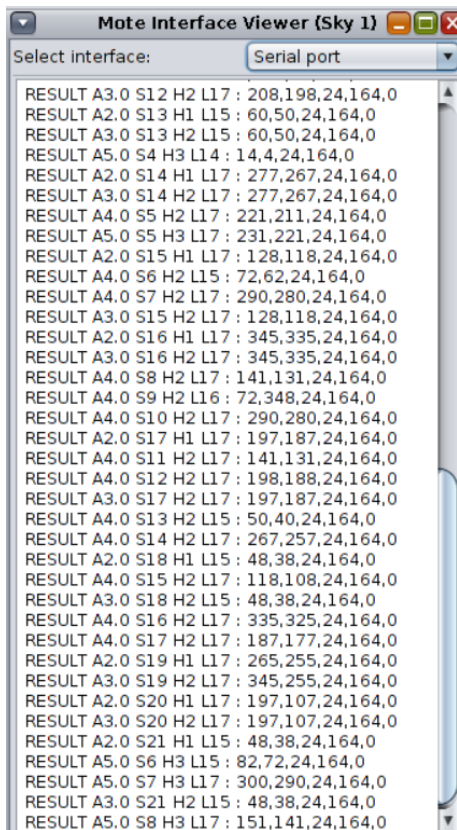 Mote Interface Viewer (Sky 1)
Select interface: Serial port
RESULT A3.0 S12 H2 L17 : 208,198,24,164,0
RESULT A2.0 S13 H1 L15 : 60,50,24,164,0
RESULT A3.0 S13 H2 L15 : 60,50,24,164,0
RESULT A5.0 S4 H3 L14 : 14,4,24,164,0
RESULT A2.0 S14 H1 L17 : 277,267,24,164,0
RESULT A3.0 S14 H2 L17 : 277,267,24,164,0
RESULT A4.0 S5 H2 L17 : 221,211,24,164,0
RESULT A5.0 S5 H3 L17 : 231,221,24,164,0
RESULT A2.0 S15 H1 L17 : 128,118,24,164,0
RESULT A4.0 S6 H2 L15 : 72,62,24,164,0
RESULT A4.0 S7 H2 L17 : 290,280,24,164,0
RESULT A3.0 S15 H2 L17 : 128,118,24,164,0
RESULT A2.0 S16 H1 L17 : 345,335,24,164,0
RESULT A3.0 S16 H2 L17 : 345,335,24,164,0
RESULT A4.0 S8 H2 L17 : 141,131,24,164,0
RESULT A4.0 S9 H2 L16 : 72,348,24,164,0
RESULT A4.0 S10 H2 L17 : 290,280,24,164,0
RESULT A2.0 S17 H1 L17 : 197,187,24,164,0
RESULT A4.0 S11 H2 L17 : 141,131,24,164,0
RESULT A4.0 S12 H2 L17 : 198,188,24,164,0
RESULT A3.0 S17 H2 L17 : 197,187,24,164,0
RESULT A4.0 S13 H2 L15 : 50,40,24,164,0
RESULT A4.0 S14 H2 L17 : 267,257,24,164,0
RESULT A2.0 S18 H1 L15 : 48,38,24,164,0
RESULT A4.0 S15 H2 L17 : 118,108,24,164,0
RESULT A3.0 S18 H2 L15 : 48,38,24,164,0
RESULT A4.0 S16 H2 L17 : 335,325,24,164,0
RESULT A4.0 S17 H2 L17 : 187,177,24,164,0
RESULT A2.0 S19 H1 L17 : 265,255,24,164,0
RESULT A3.0 S19 H2 L17 : 345,255,24,164,0
RESULT A2.0 S20 H1 L17 : 197,107,24,164,0
RESULT A3.0 S20 H2 L17 : 197,107,24,164,0
RESULT A2.0 S21 H1 L15 : 48,38,24,164,0
RESULT A5.0 S6 H3 L15 : 82,72,24,164,0
RESULT A5.0 S7 H3 L17 : 300,290,24,164,0
RESULT A3.0 S21 H2 L15 : 48,38,24,164,0
RESULT A5.0 S8 H3 L17 : 151,141,24,164,0